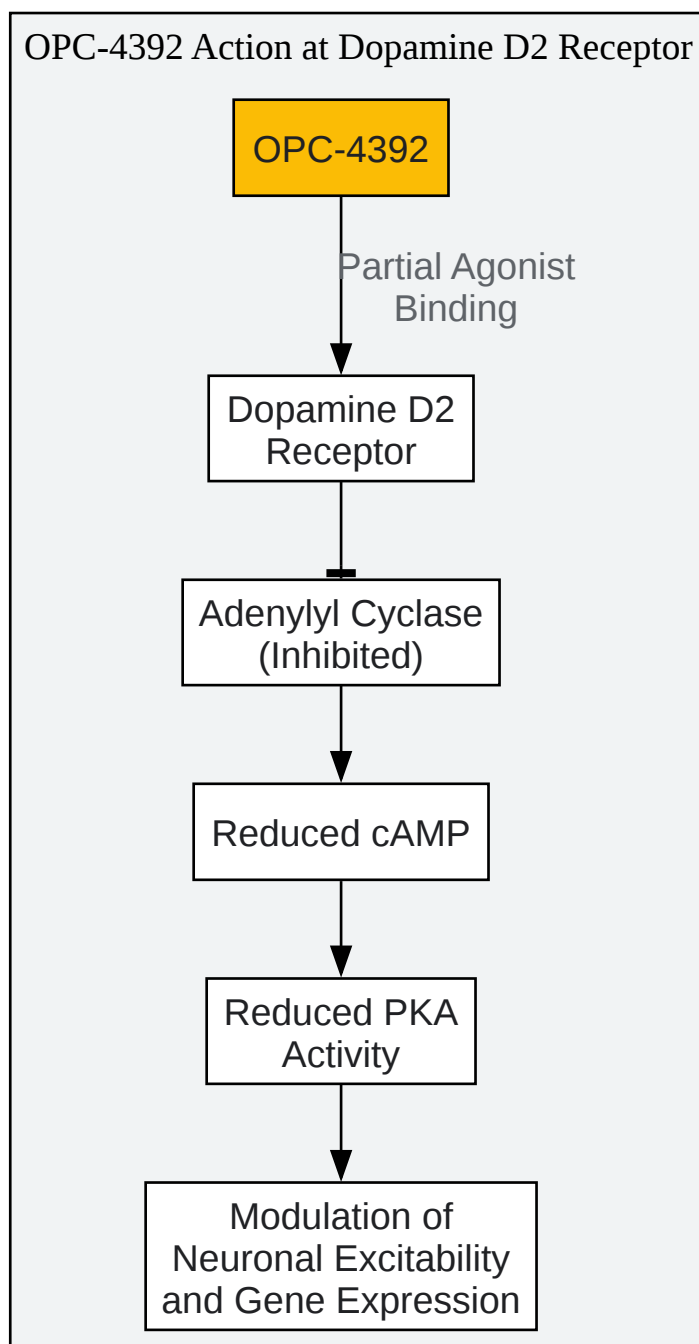 OPC-4392 Action at Dopamine D2 Receptor
OPC-4392
Partial Agonist
Binding
Dopamine D2
Receptor
Adenylyl Cyclase
(Inhibited)
Reduced cAMP
Reduced PKA
Activity
Modulation of
Neuronal Excitability
and Gene Expression